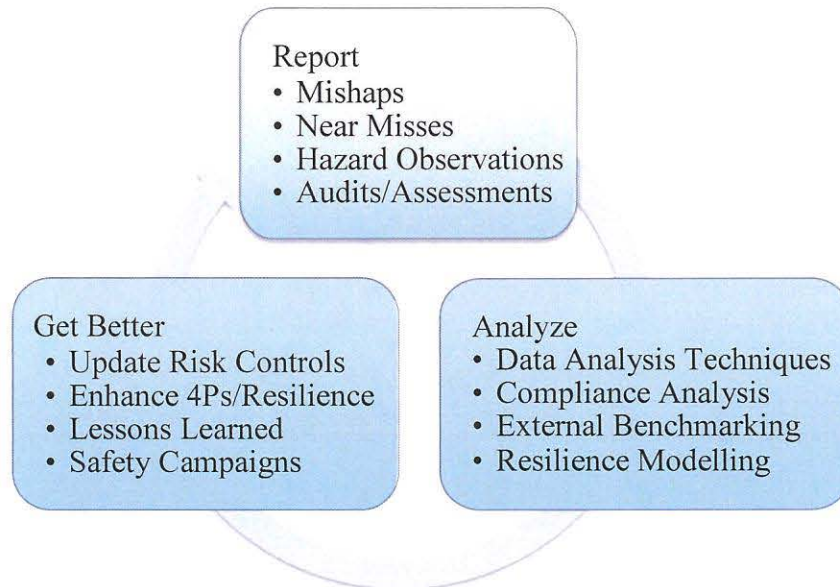 Report
• Mishaps
• Near Misses
• Hazard Observations
• Audits/Assessments
Get Better
• Update Risk Controls
• Enhance 4Ps/Resilience
• Lessons Learned
• Safety Campaigns
Analyze
• Data Analysis Techniques
• Compliance Analysis
• External Benchmarking
• Resilience Modelling